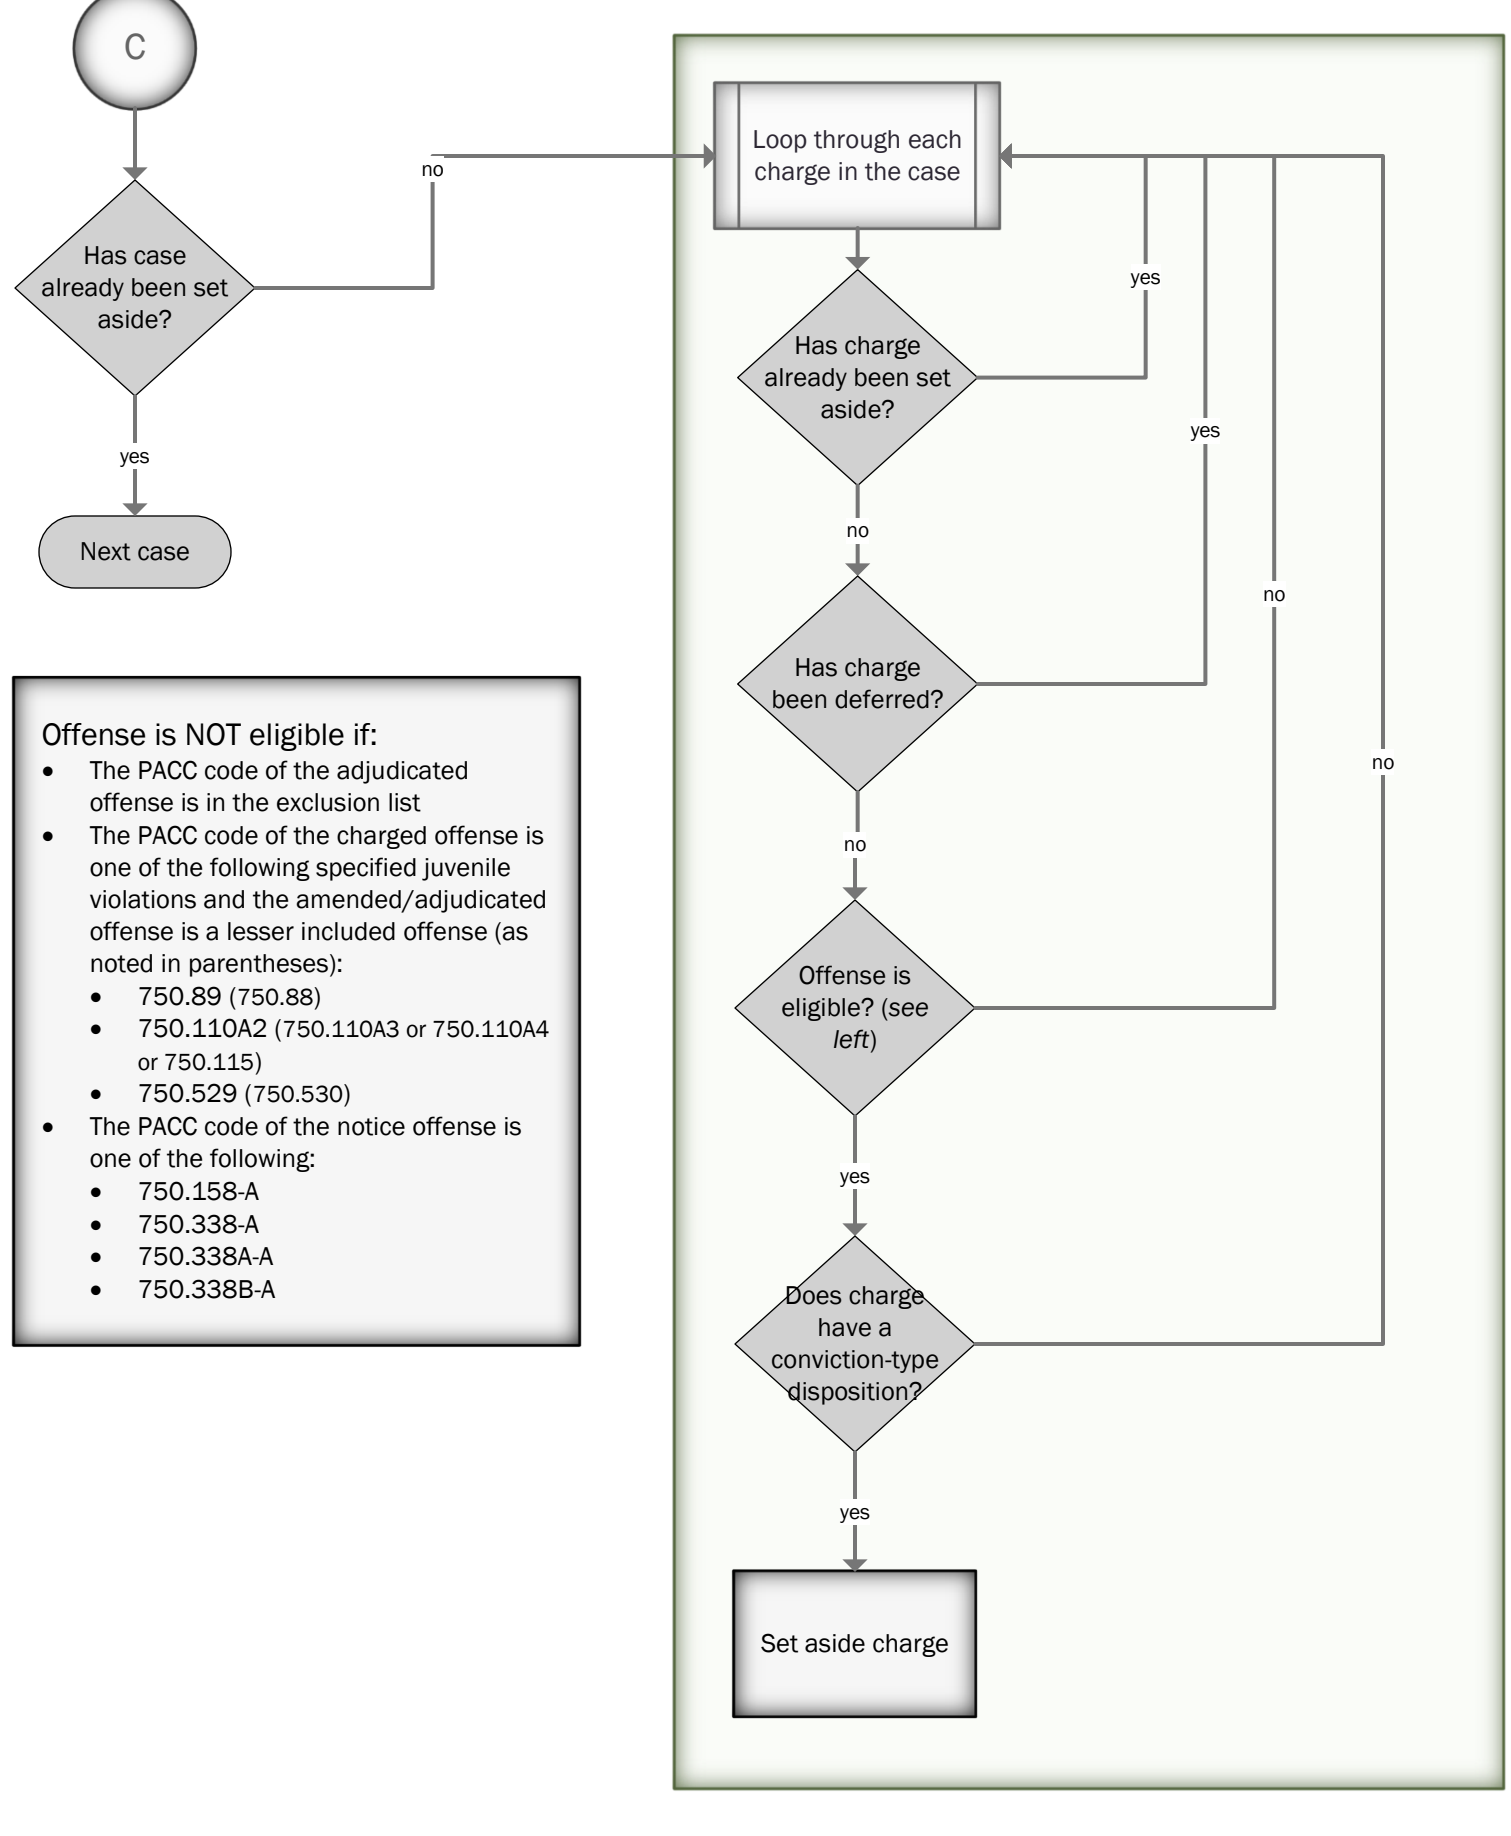 C
Has case
already been set
aside?
no
yes
Next case
Offense is NOT eligible if:
• The PACC code of the adjudicated
offense is in the exclusion list
• The PACC code of the charged offense is
one of the following specified juvenile
violations and the amended/adjudicated
offense is a lesser included offense (as
noted in parentheses):
• 750.89 (750.88)
• 750.110A2 (750.110A3 or 750.110A4
or 750.115)
• 750.529 (750.530)
• The PACC code of the notice offense is
one of the following:
• 750.158-A
• 750.338-A
• 750.338A-A
• 750.338B-A
Loop through each
charge in the case
Has charge
already been set
aside?
yes
no
Has charge
been deferred?
yes
no
Offense is
eligible? (see
left)
no
yes
Does charge
have a
conviction-type
disposition?
no
yes
Set aside charge